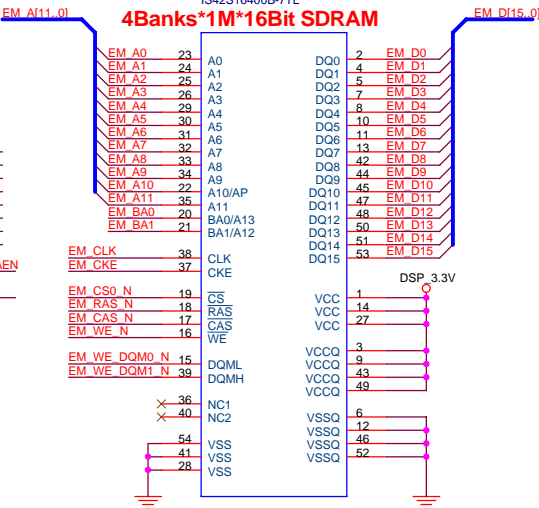 IS42S16400B-7TL
EM_A[11..0]
4Banks*1M*16Bit SDRAM
EM_D[15..0]
EM_A0 23 A0 DQ0 2 EM_D0
EM_A1 24 A1 DQ1 4 EM_D1
EM_A2 25 A2 DQ2 5 EM_D2
EM_A3 26 A3 DQ3 7 EM_D3
EM_A4 29 A4 DQ4 8 EM_D4
EM_A5 30 A5 DQ5 10 EM_D5
EM_A6 31 A6 DQ6 11 EM_D6
EM_A7 32 A7 DQ7 13 EM_D7
EM_A8 33 A8 DQ8 42 EM_D8
EM_A9 34 A9 DQ9 44 EM_D9
EM_A10 22 A10/AP DQ10 45 EM_D10
EM_A11 35 A11 DQ11 47 EM_D11
EM_BA0 20 BA0/A13 DQ12 48 EM_D12
EM_BA1 21 BA1/A12 DQ13 50 EM_D13
DQ14 51 EM_D14
EM_CLK 38 CLK DQ15 53 EM_D15
EM_CKE 37 CKE
AEN
DSP_3.3V
EM_CS0_N 19 CS VCC 1
EM_RAS_N 18 RAS VCC 14
EM_CAS_N 17 CAS VCC 27
EM_WE_N 16 WE
VCCQ 3
EM_WE_DQM0_N 15 DQML VCCQ 9
EM_WE_DQM1_N 39 DQMH VCCQ 43
VCCQ 49
36 NC1
40 NC2 VSSQ 6
VSSQ 12
54 VSS VSSQ 46
41 VSS VSSQ 52
28 VSS